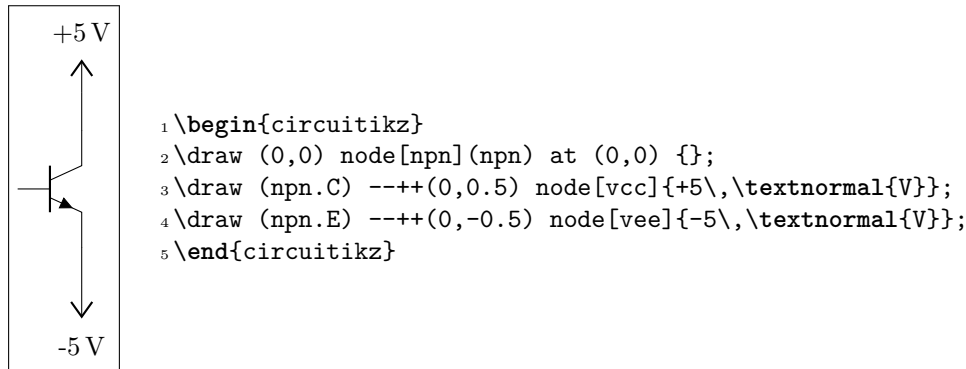 +5 V
-5 V
1 \begin{circuitikz}
2 \draw (0,0) node[npn](npn) at (0,0) {};
3 \draw (npn.C) --++(0,0.5) node[vcc]{+5\,\textnormal{V}};
4 \draw (npn.E) --++(0,-0.5) node[vee]{-5\,\textnormal{V}};
5 \end{circuitikz}